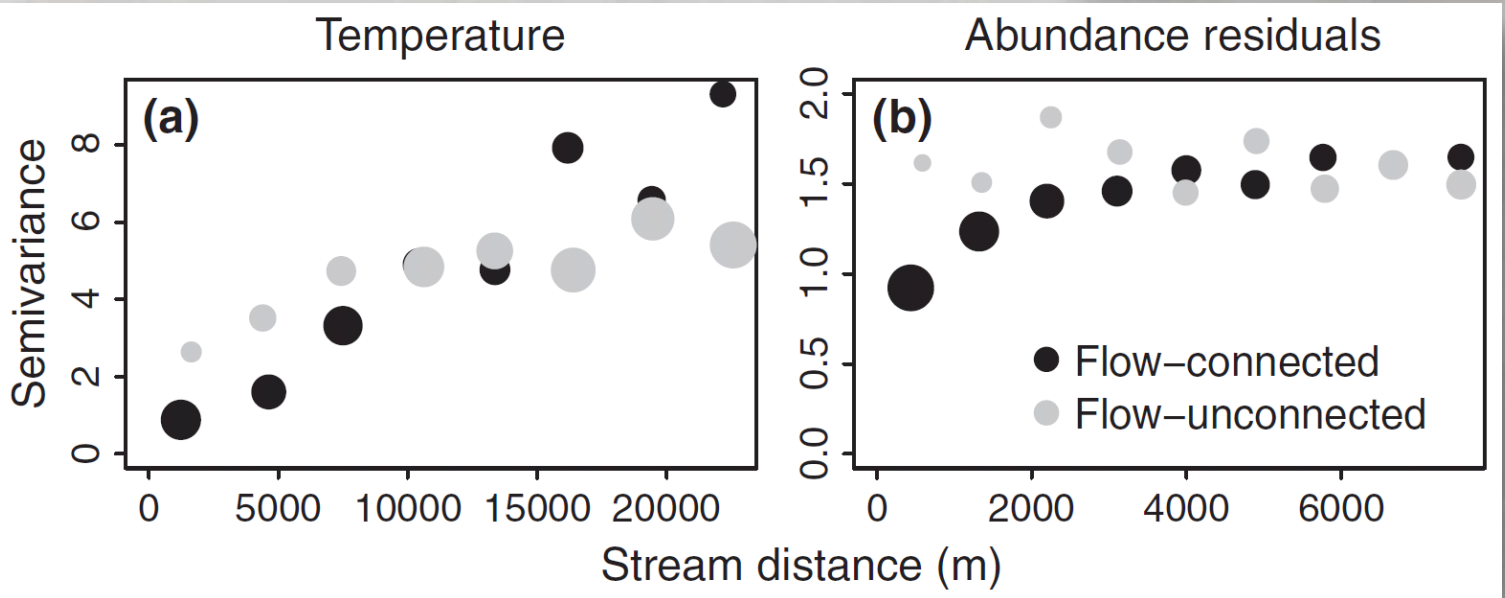 Temperature
Abundance residuals
(a)
(b)
Semivariance
0 2 4 6 8
0.0 0.5 1.0 1.5 2.0
Flow–connected
Flow–unconnected
0 5000 10000 15000 20000
0 2000 4000 6000
Stream distance (m)